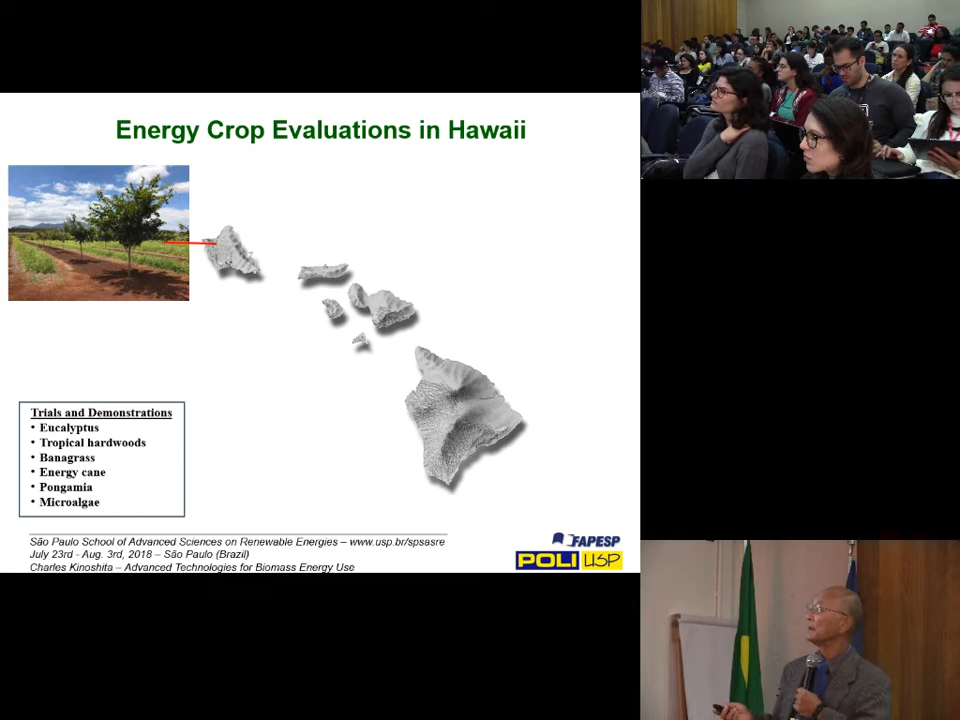 Energy Crop Evaluations in Hawaii
Trials and Demonstrations
• Eucalyptus
• Tropical hardwoods
• Banagrass
• Energy cane
• Pongamia
• Microalgae
São Paulo School of Advanced Sciences on Renewable Energies – www.usp.br/spsasre
July 23rd - Aug. 3rd, 2018 – São Paulo (Brazil)
Charles Kinoshita – Advanced Technologies for Biomass Energy Use
FAPESP
POLI USP